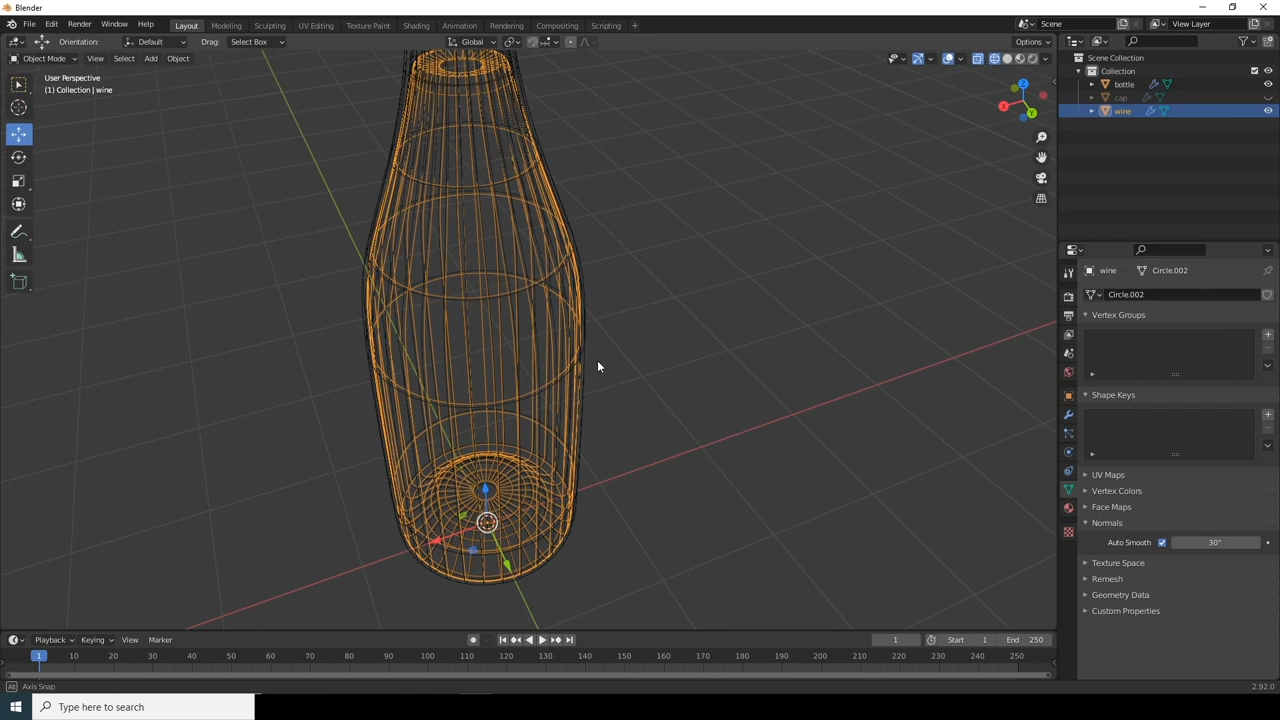 Blender
File Edit Render Window Help Layout Modeling Sculpting UV Editing Texture Paint Shading Animation Rendering Compositing Scripting + Scene View Layer
Orientation: Default Drag: Select Box Global Options
Object Mode View Select Add Object
User Perspective
(1) Collection | wine
Z
X
Y
Scene Collection
Collection
bottle
cap
wine
wine Circle.002
Circle.002
Vertex Groups
Shape Keys
UV Maps
Vertex Colors
Face Maps
Normals
Auto Smooth 30°
Texture Space
Remesh
Geometry Data
Custom Properties
Playback Keying View Marker 1 Start 1 End 250
1 10 20 30 40 50 60 70 80 90 100 110 120 130 140 150 160 170 180 190 200 210 220 230 240 250
Alt Axis Snap 2.92.0
Type here to search